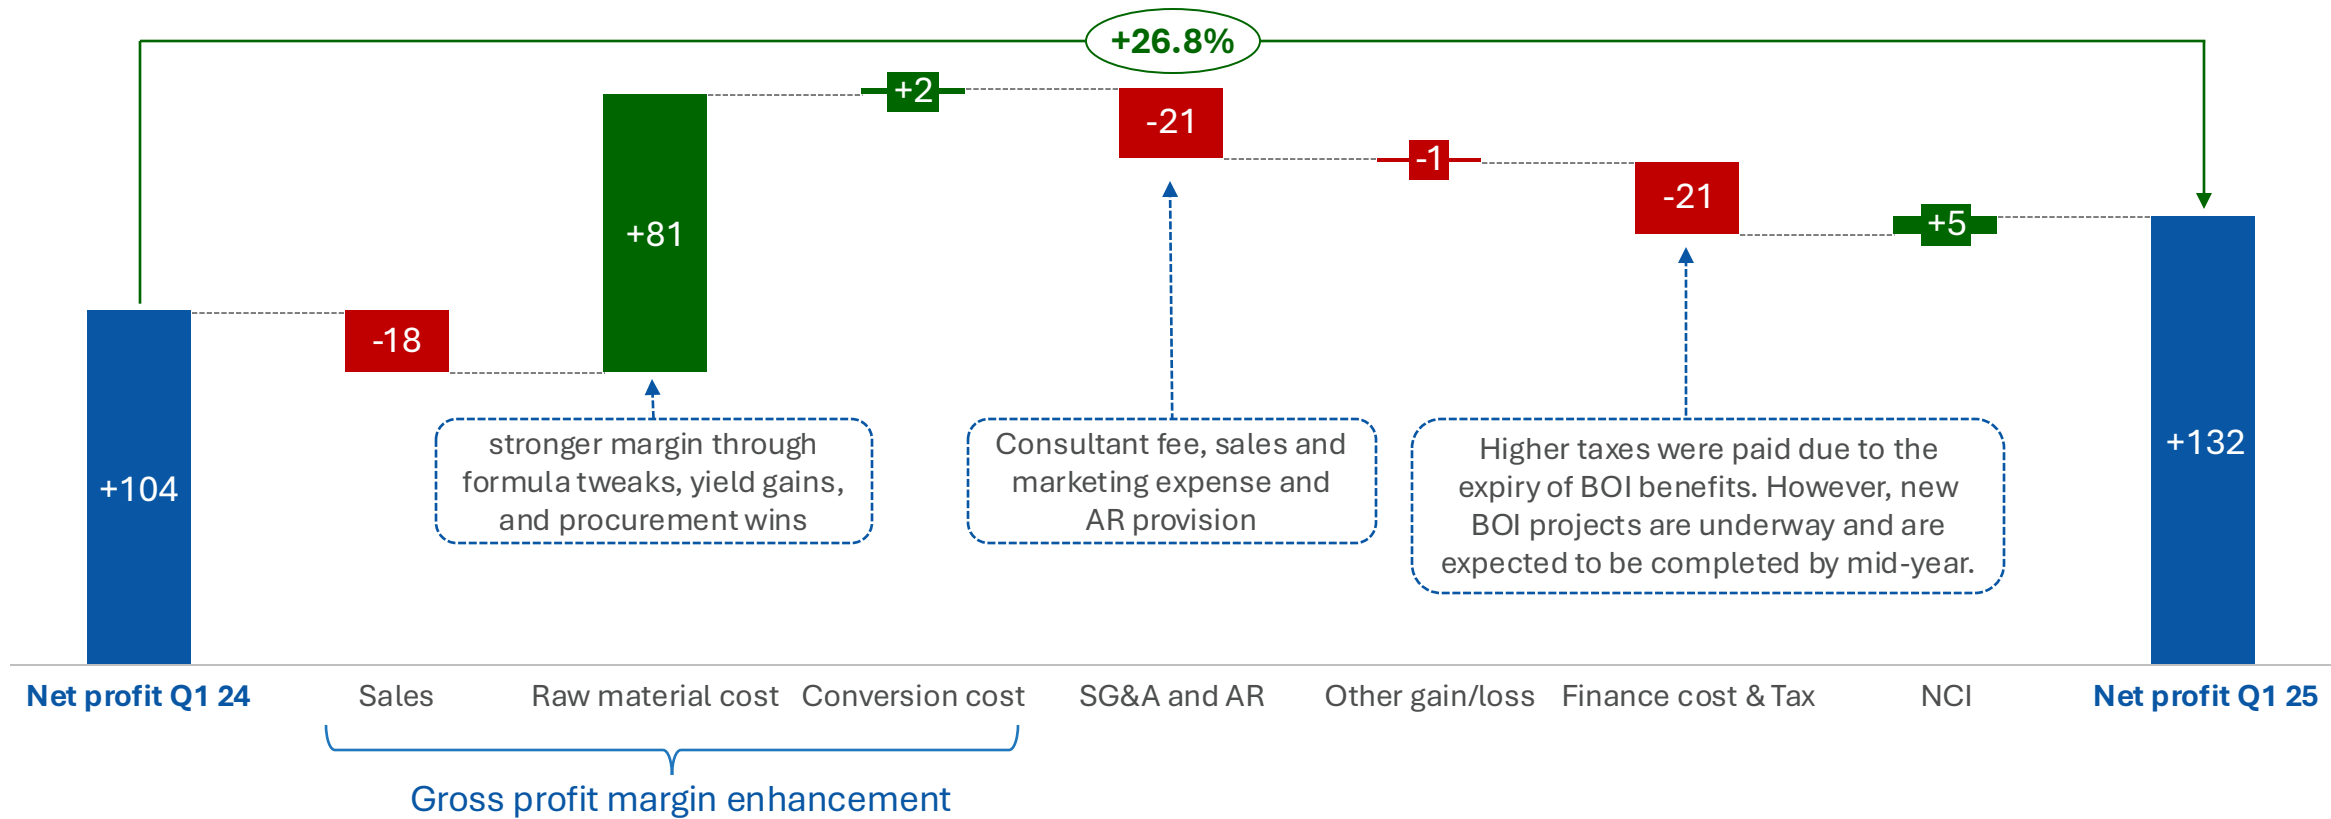 +26.8%
+2
-21
-1
-21
+5
+81
-18
+104
+132
stronger margin through
formula tweaks, yield gains,
and procurement wins
Consultant fee, sales and
marketing expense and
AR provision
Higher taxes were paid due to the
expiry of BOI benefits. However, new
BOI projects are underway and are
expected to be completed by mid-year.
Net profit Q1 24
Sales
Raw material cost
Conversion cost
SG&A and AR
Other gain/loss
Finance cost & Tax
NCI
Net profit Q1 25
Gross profit margin enhancement